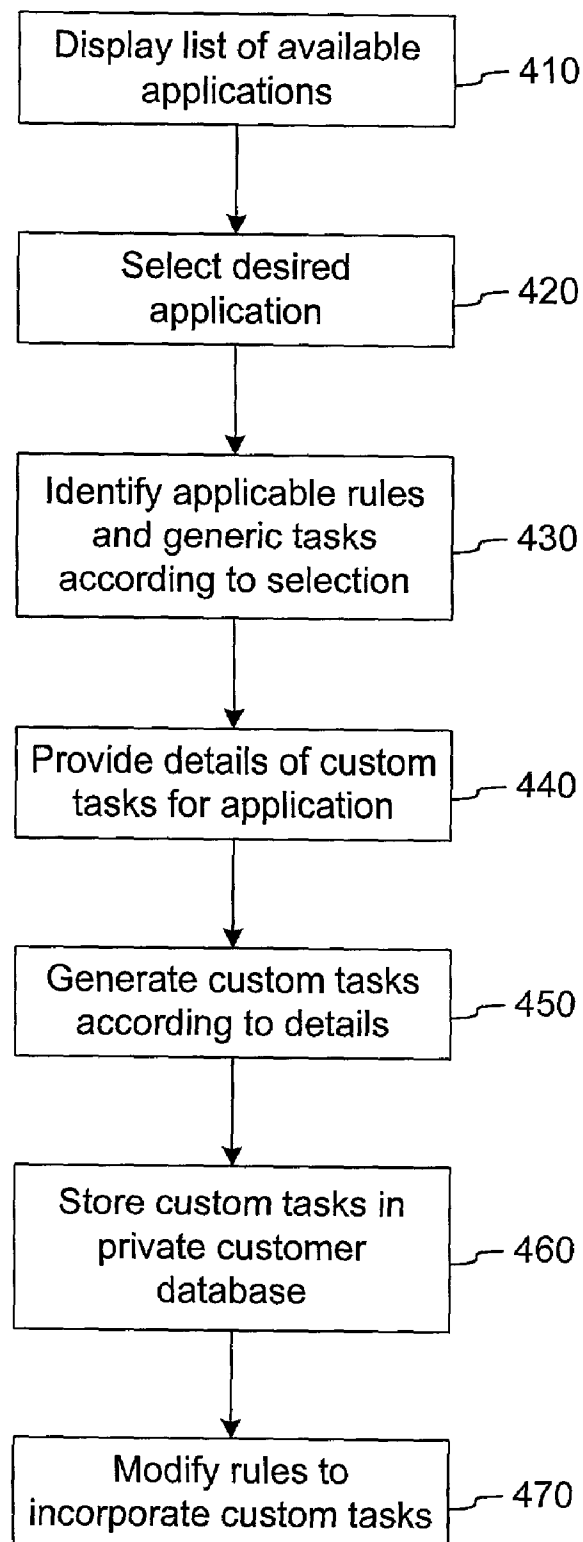 Display list of available
applications
410
Select desired
application
420
Identify applicable rules
and generic tasks
according to selection
430
Provide details of custom
tasks for application
440
Generate custom tasks
according to details
450
Store custom tasks in
private customer
database
460
Modify rules to
incorporate custom tasks
470